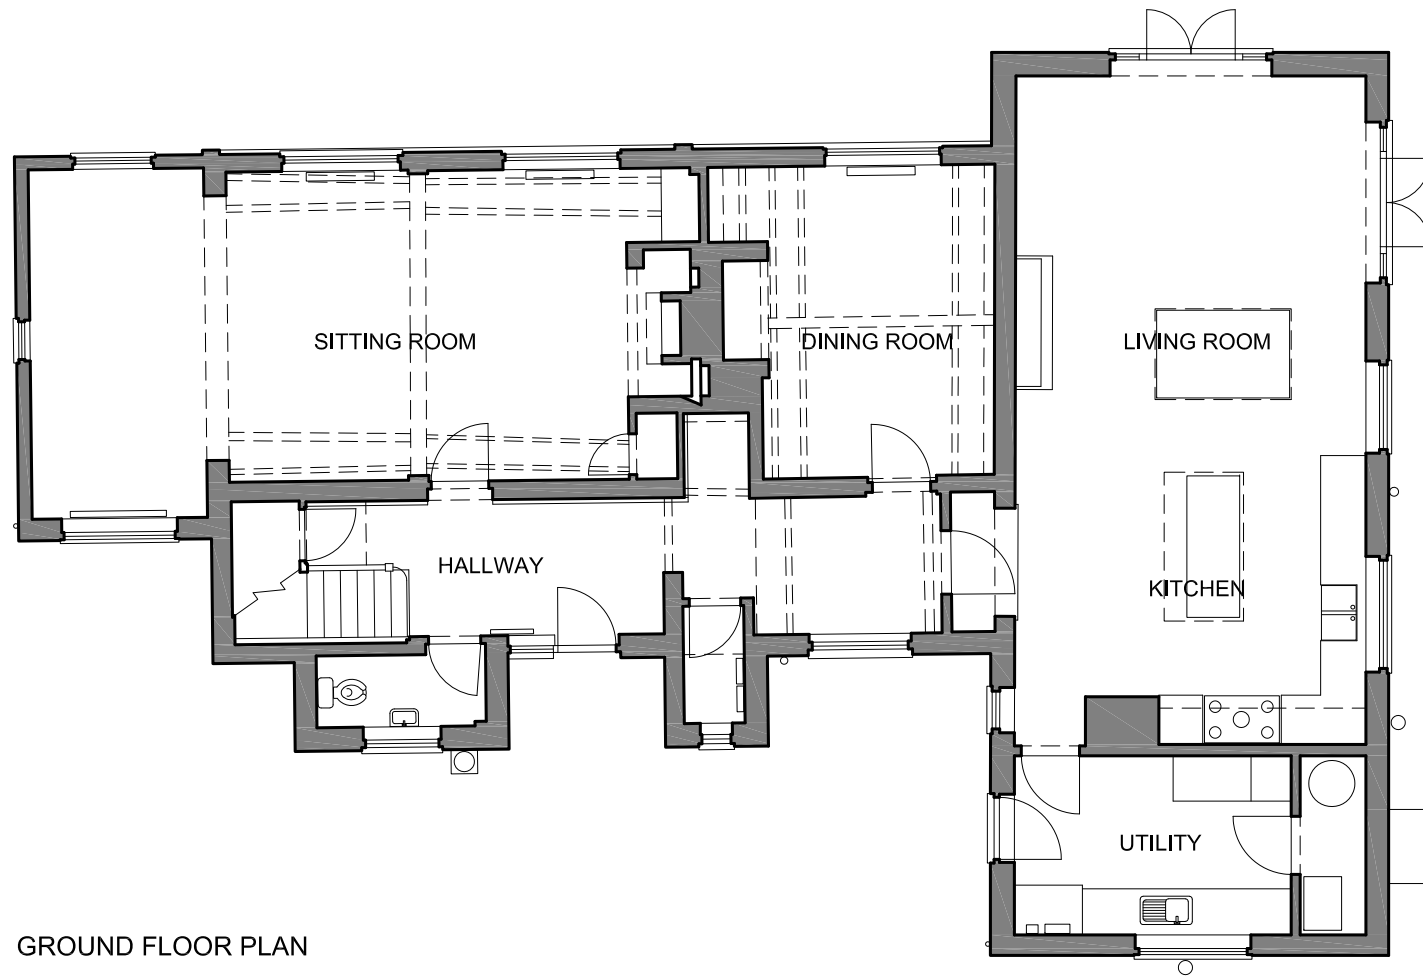 SITTING ROOM
DINING ROOM
LIVING ROOM
HALLWAY
KITCHEN
UTILITY
GROUND FLOOR PLAN